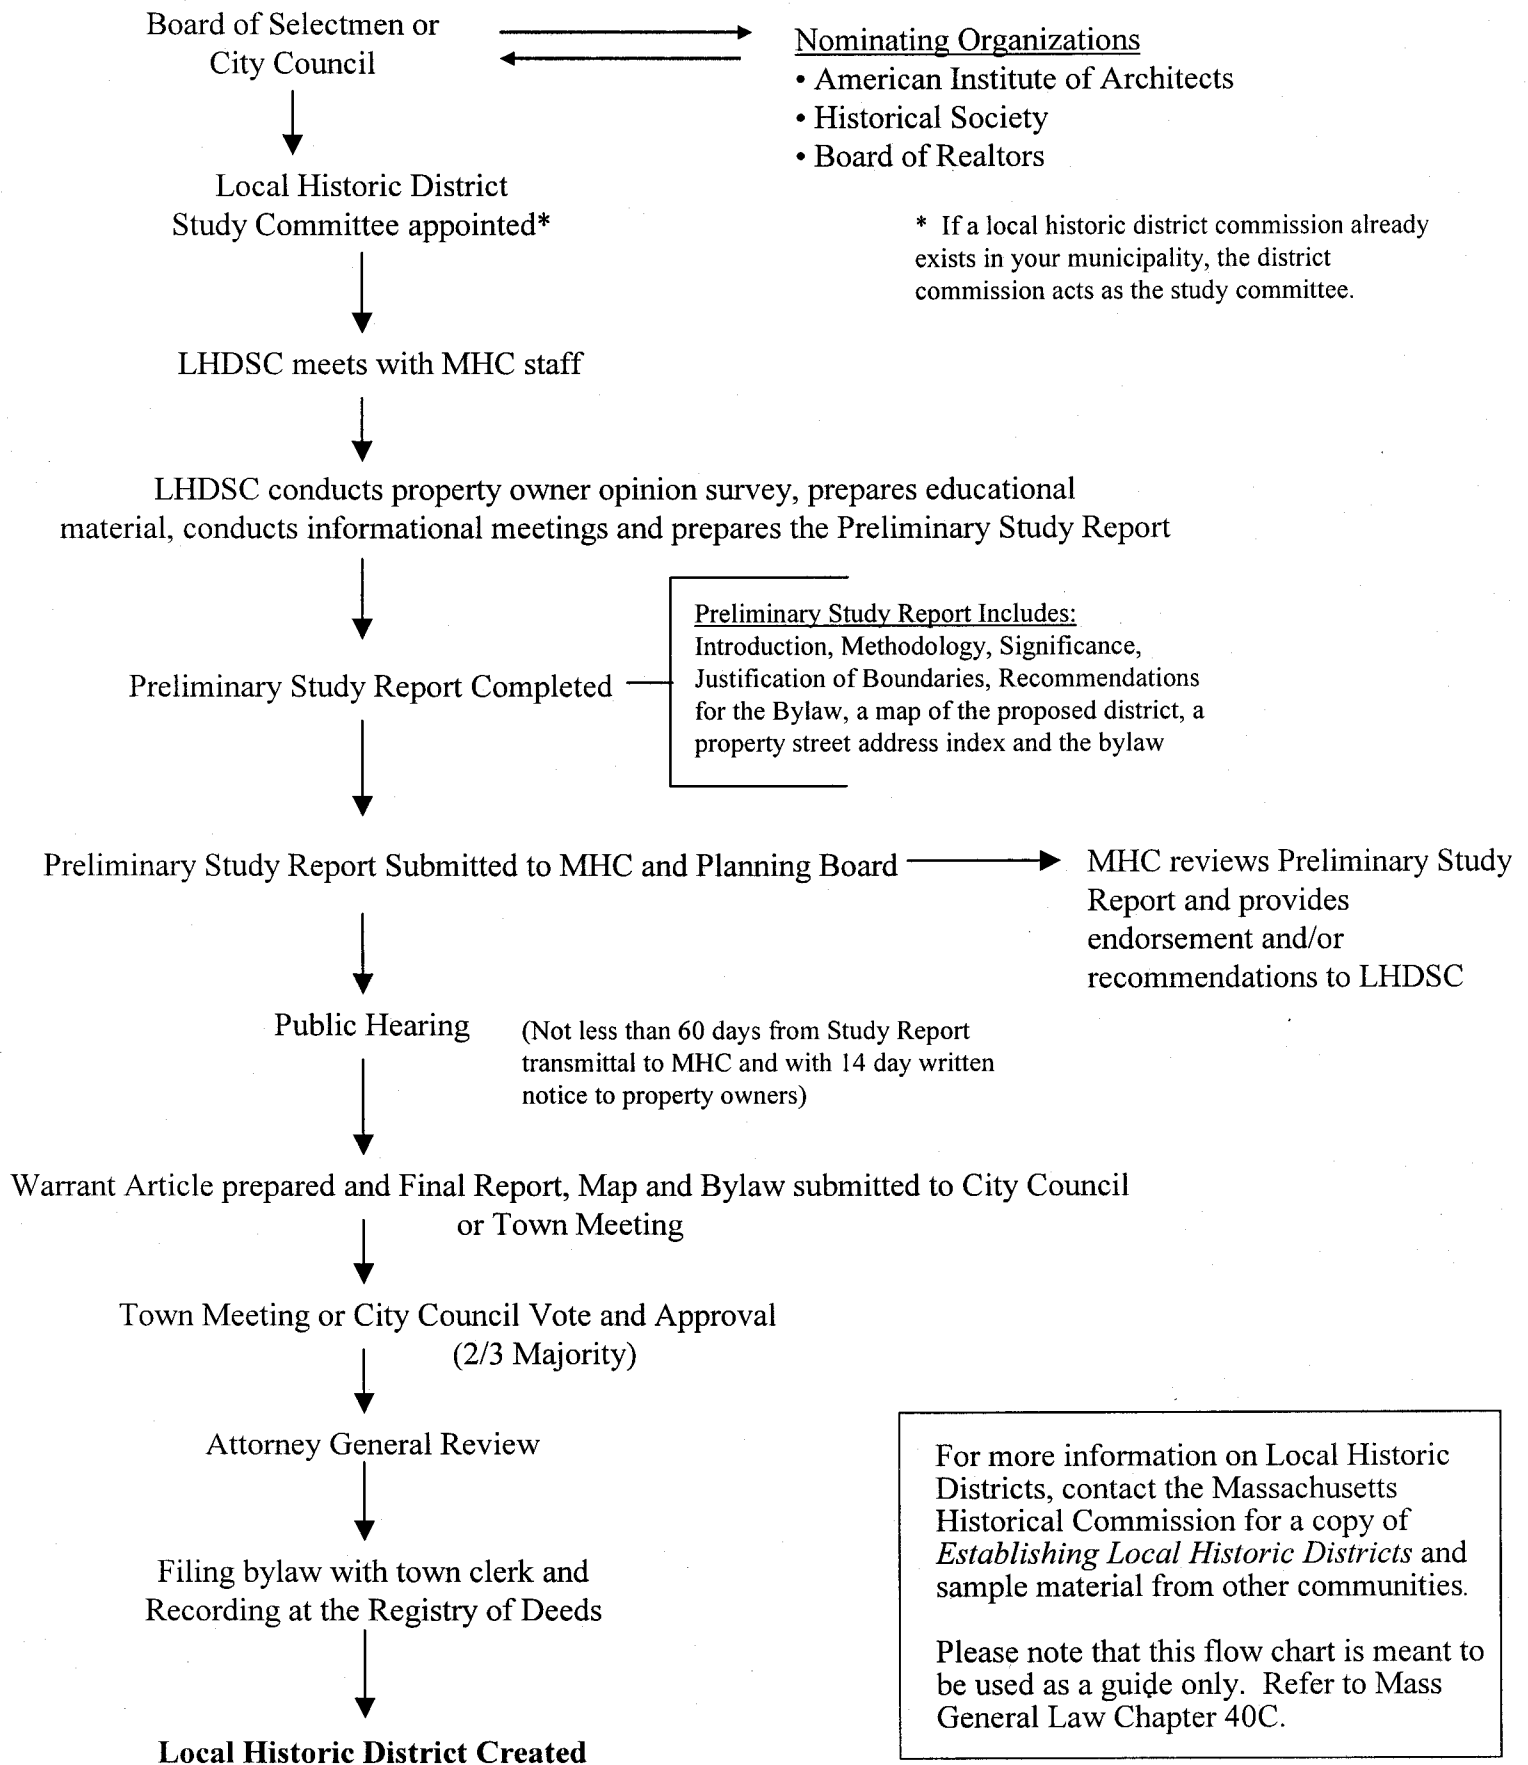 Board of Selectmen or
City Council
Nominating Organizations
• American Institute of Architects
• Historical Society
• Board of Realtors
Local Historic District
Study Committee appointed*
* If a local historic district commission already
exists in your municipality, the district
commission acts as the study committee.
LHDSC meets with MHC staff
LHDSC conducts property owner opinion survey, prepares educational
material, conducts informational meetings and prepares the Preliminary Study Report
Preliminary Study Report Completed
Preliminary Study Report Includes:
Introduction, Methodology, Significance,
Justification of Boundaries, Recommendations
for the Bylaw, a map of the proposed district, a
property street address index and the bylaw
Preliminary Study Report Submitted to MHC and Planning Board
MHC reviews Preliminary Study
Report and provides
endorsement and/or
recommendations to LHDSC
Public Hearing
(Not less than 60 days from Study Report
transmittal to MHC and with 14 day written
notice to property owners)
Warrant Article prepared and Final Report, Map and Bylaw submitted to City Council
or Town Meeting
Town Meeting or City Council Vote and Approval
(2/3 Majority)
Attorney General Review
Filing bylaw with town clerk and
Recording at the Registry of Deeds
Local Historic District Created
For more information on Local Historic
Districts, contact the Massachusetts
Historical Commission for a copy of
Establishing Local Historic Districts and
sample material from other communities.
Please note that this flow chart is meant to
be used as a guide only. Refer to Mass
General Law Chapter 40C.